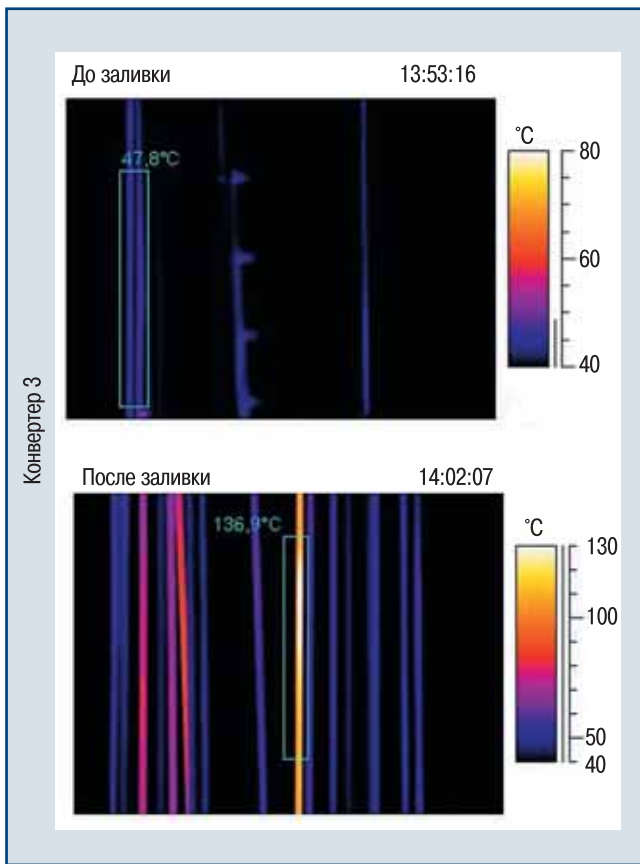 До заливки 13:53:16
47,8°C
°C
80
60
40
Конвертер 3
После заливки 14:02:07
136,9°C
°C
130
100
50
40